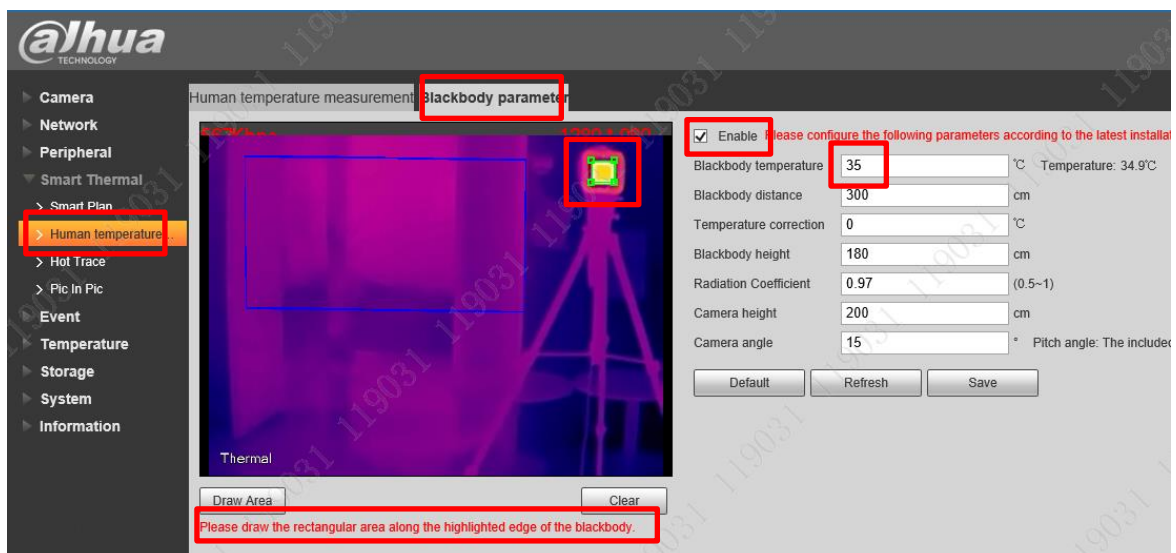 alhua
TECHNOLOGY
Camera
Network
Peripheral
Smart Thermal
Smart Plan
Human temperature...
Hot Trace
Pic In Pic
Event
Temperature
Storage
System
Information
Human temperature measurement Blackbody parameter
Thermal
Draw Area Clear
Please draw the rectangular area along the highlighted edge of the blackbody.
Enable Please configure the following parameters according to the latest
Blackbody temperature 35 °C Temperature: 34.9°C
Blackbody distance 300 cm
Temperature correction 0 °C
Blackbody height 180 cm
Radiation Coefficient 0.97 (0.5~1)
Camera height 200 cm
Camera angle 15 ° Pitch angle: The included
Default Refresh Save
119031 119031